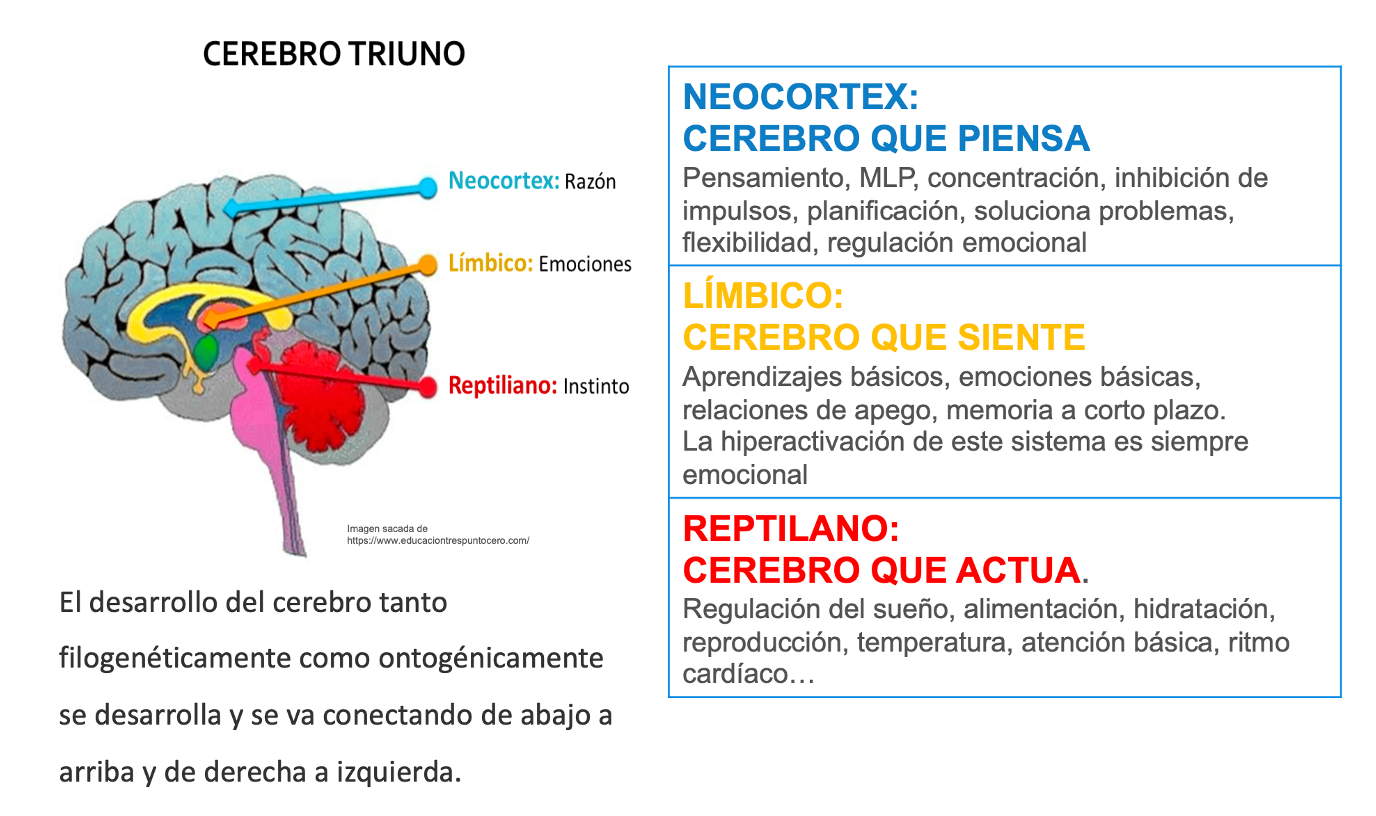 CEREBRO TRIUNO
Neocortex: Razón
Límbico: Emociones
Reptiliano: Instinto
Imagen sacada de
https://www.educaciontrespuntocero.com/
El desarrollo del cerebro tanto
filogenéticamente como ontogénicamente
se desarrolla y se va conectando de abajo a
arriba y de derecha a izquierda.
NEOCORTEX:
CEREBRO QUE PIENSA
Pensamiento, MLP, concentración, inhibición de
impulsos, planificación, soluciona problemas,
flexibilidad, regulación emocional
LÍMBICO:
CEREBRO QUE SIENTE
Aprendizajes básicos, emociones básicas,
relaciones de apego, memoria a corto plazo.
La hiperactivación de este sistema es siempre
emocional
REPTILANO:
CEREBRO QUE ACTUA.
Regulación del sueño, alimentación, hidratación,
reproducción, temperatura, atención básica, ritmo
cardíaco…